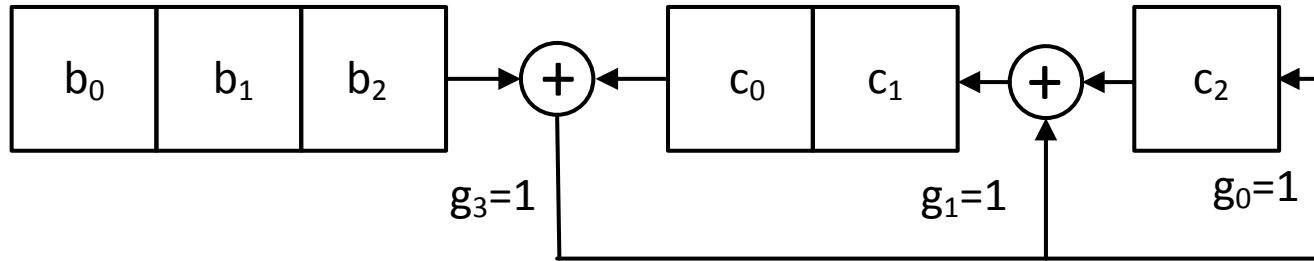 b₀ b₁ b₂ + c₀ c₁ + c₂
g₃=1 g₁=1 g₀=1